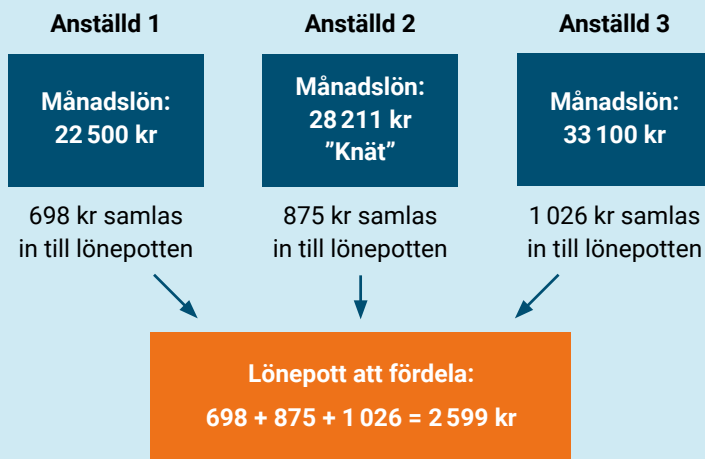 Anställd 1
Månadslön:
22 500 kr
698 kr samlas
in till lönepotten
Anställd 2
Månadslön:
28 211 kr
”Knät”
875 kr samlas
in till lönepotten
Anställd 3
Månadslön:
33 100 kr
1 026 kr samlas
in till lönepotten
Lönepott att fördela:
698 + 875 + 1 026 = 2 599 kr